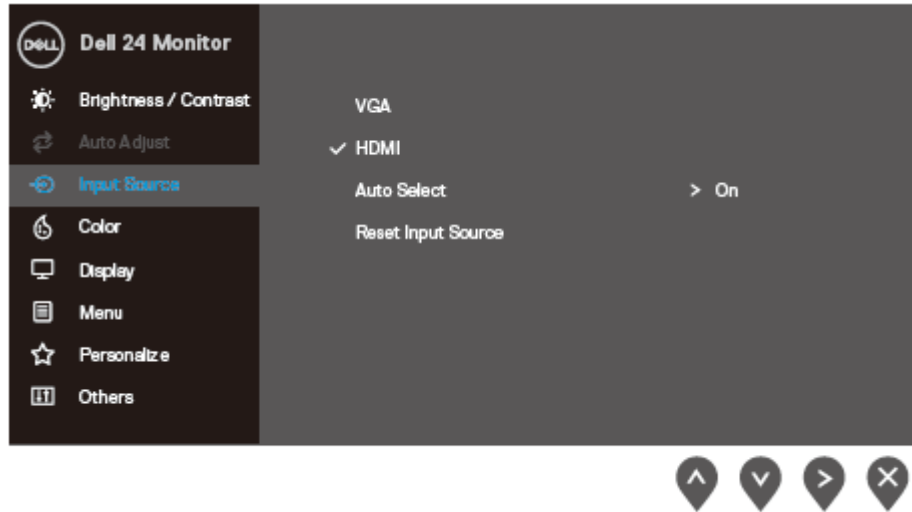 DELL Dell 24 Monitor
Brightness / Contrast
VGA
Auto Adjust
HDMI
Input Source
Auto Select > On
Color
Reset Input Source
Display
Menu
Personalize
Others